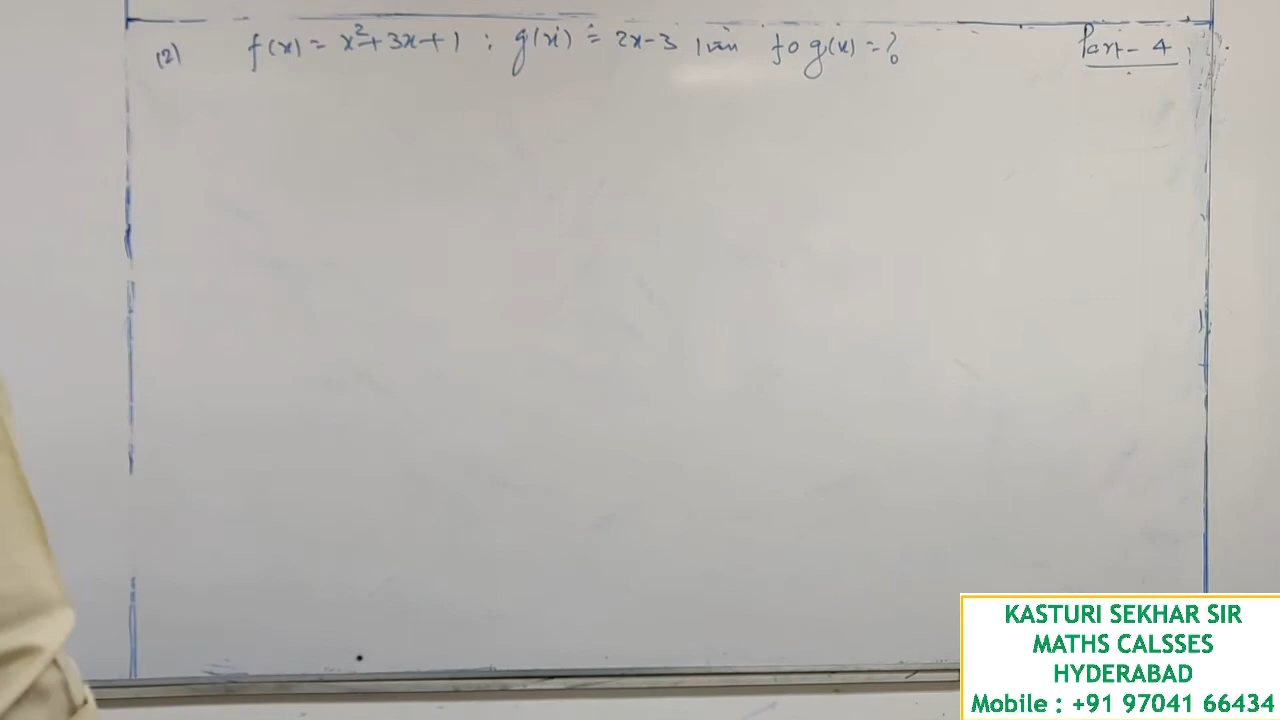 (2) f(x) = x²+3x+1 ; g(x) = 2x-3 fog(x) = ? Part-4
KASTURI SEKHAR SIR
MATHS CALSSES
HYDERABAD
Mobile : +91 97041 66434